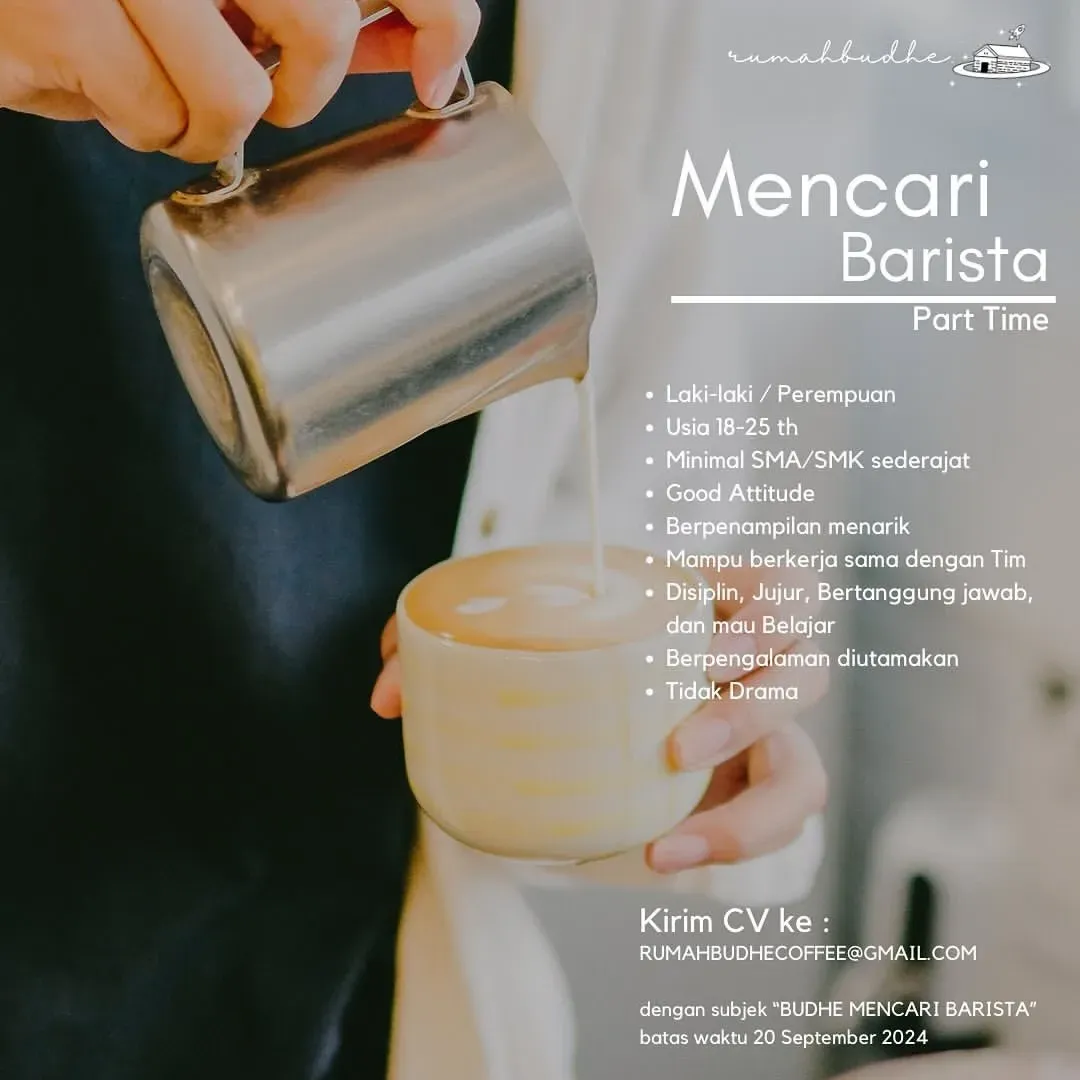 rumahbudhe
Mencari
Barista
Part Time
• Laki-laki / Perempuan
• Usia 18-25 th
• Minimal SMA/SMK sederajat
• Good Attitude
• Berpenampilan menarik
• Mampu berkerja sama dengan Tim
• Disiplin, Jujur, Bertanggung jawab,
dan mau Belajar
• Berpengalaman diutamakan
• Tidak Drama
Kirim CV ke :
RUMAHBUDHECOFFEE@GMAIL.COM
dengan subjek “BUDHE MENCARI BARISTA”
batas waktu 20 September 2024